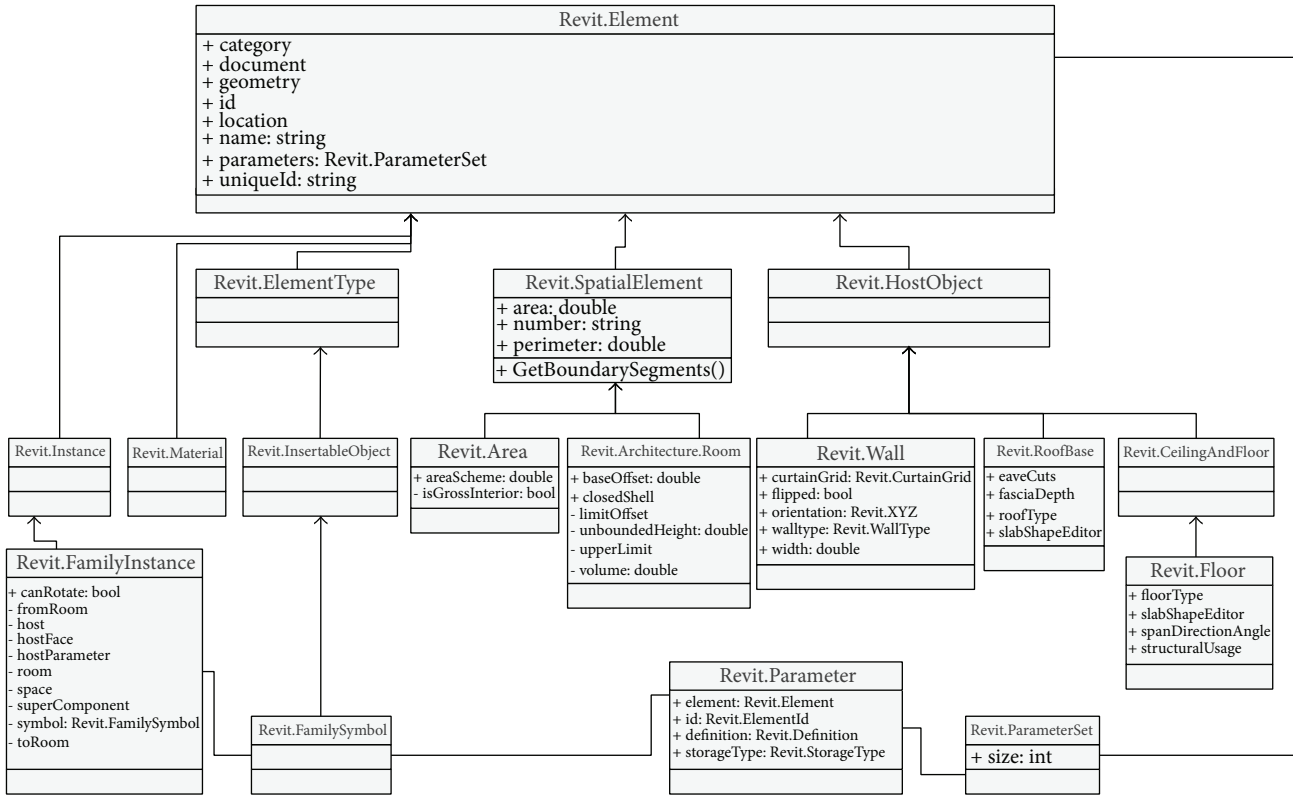 Revit.Element
+ category
+ document
+ geometry
+ id
+ location
+ name: string
+ parameters: Revit.ParameterSet
+ uniqueId: string
Revit.ElementType
Revit.SpatialElement
+ area: double
+ number: string
+ perimeter: double
+ GetBoundarySegments()
Revit.HostObject
Revit.Instance
Revit.Material
Revit.InsertableObject
Revit.Area
+ areaScheme: double
- isGrossInterior: bool
Revit.Architecture.Room
+ baseOffset: double
+ closedShell
- limitOffset
- unboundedHeight: double
- upperLimit
- volume: double
Revit.Wall
+ curtainGrid: Revit.CurtainGrid
+ flipped: bool
+ orientation: Revit.XYZ
+ walltype: Revit.WallType
+ width: double
Revit.RoofBase
+ eaveCuts
+ fasciaDepth
+ roofType
+ slabShapeEditor
Revit.CeilingAndFloor
Revit.FamilyInstance
+ canRotate: bool
- fromRoom
- host
- hostFace
- hostParameter
- room
- space
- superComponent
- symbol: Revit.FamilySymbol
- toRoom
Revit.Floor
+ floorType
+ slabShapeEditor
+ spanDirectionAngle
+ structuralUsage
Revit.FamilySymbol
Revit.Parameter
+ element: Revit.Element
+ id: Revit.ElementId
+ definition: Revit.Definition
+ storageType: Revit.StorageType
Revit.ParameterSet
+ size: int